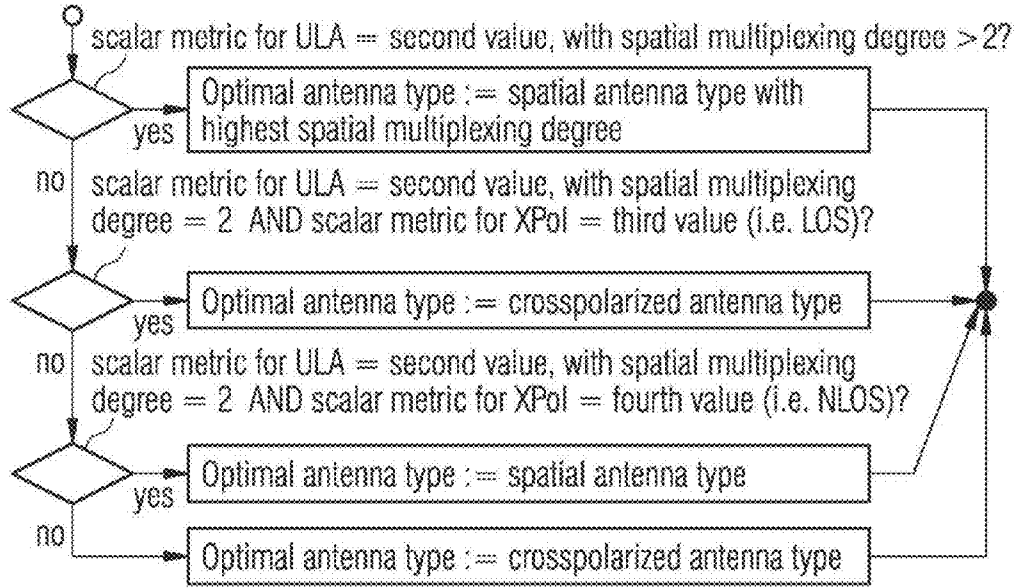 scalar metric for ULA = second value, with spatial multiplexing degree > 2?
Optimal antenna type := spatial antenna type with
highest spatial multiplexing degree
yes
no
scalar metric for ULA = second value, with spatial multiplexing
degree = 2 AND scalar metric for XPol = third value (i.e. LOS)?
Optimal antenna type := crosspolarized antenna type
yes
no
scalar metric for ULA = second value, with spatial multiplexing
degree = 2 AND scalar metric for XPol = fourth value (i.e. NLOS)?
Optimal antenna type := spatial antenna type
yes
no
Optimal antenna type := crosspolarized antenna type